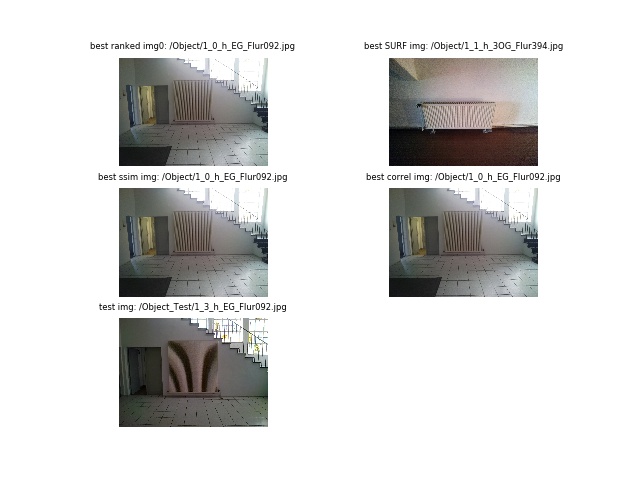 best ranked img0: /Object/1_0_h_EG_Flur092.jpg
best SURF img: /Object/1_1_h_3OG_Flur394.jpg
best ssim img: /Object/1_0_h_EG_Flur092.jpg
best correl img: /Object/1_0_h_EG_Flur092.jpg
test img: /Object_Test/1_3_h_EG_Flur092.jpg